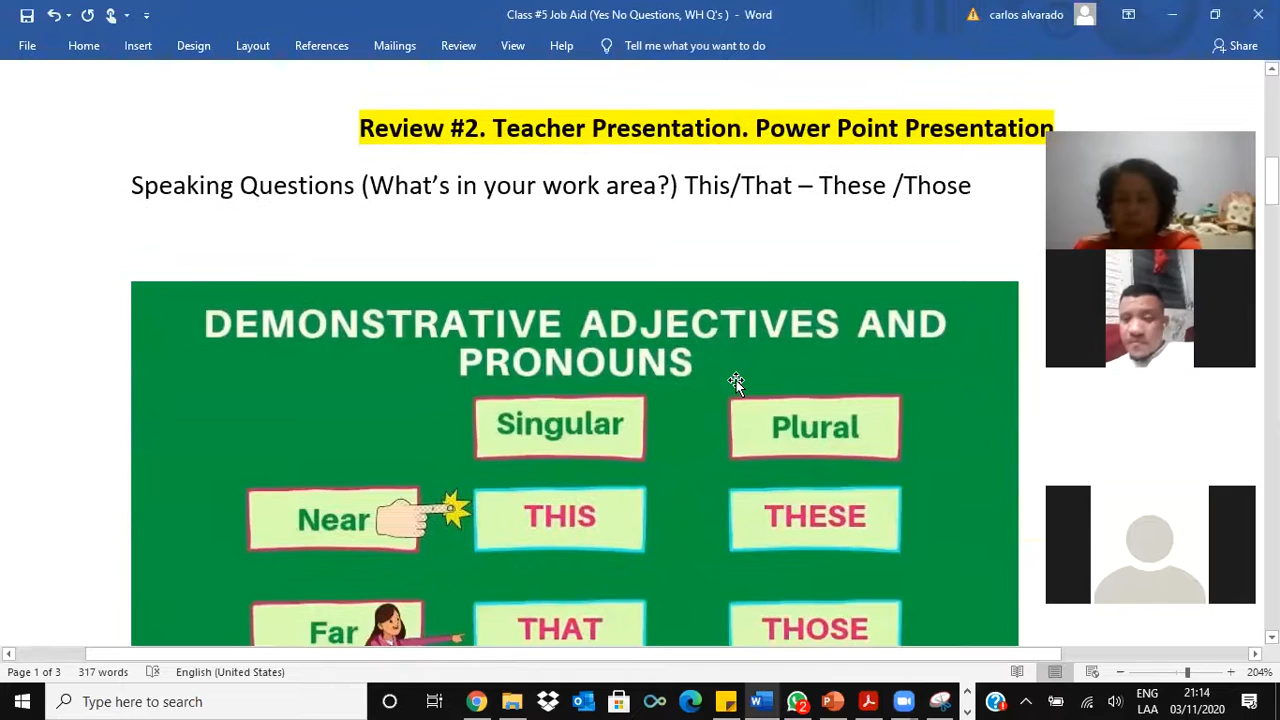 Class #5 Job Aid (Yes No Questions, WH Q's ) - Word
carlos alvarado
File Home Insert Design Layout References Mailings Review View Help Tell me what you want to do Share
Review #2. Teacher Presentation. Power Point Presentation
Speaking Questions (What's in your work area?) This/That – These /Those
DEMONSTRATIVE ADJECTIVES AND
PRONOUNS
Singular Plural
Near THIS THESE
Far THAT THOSE
Page 1 of 3 317 words English (United States) 204%
Type here to search
2
ENG 21:14
LAA 03/11/2020